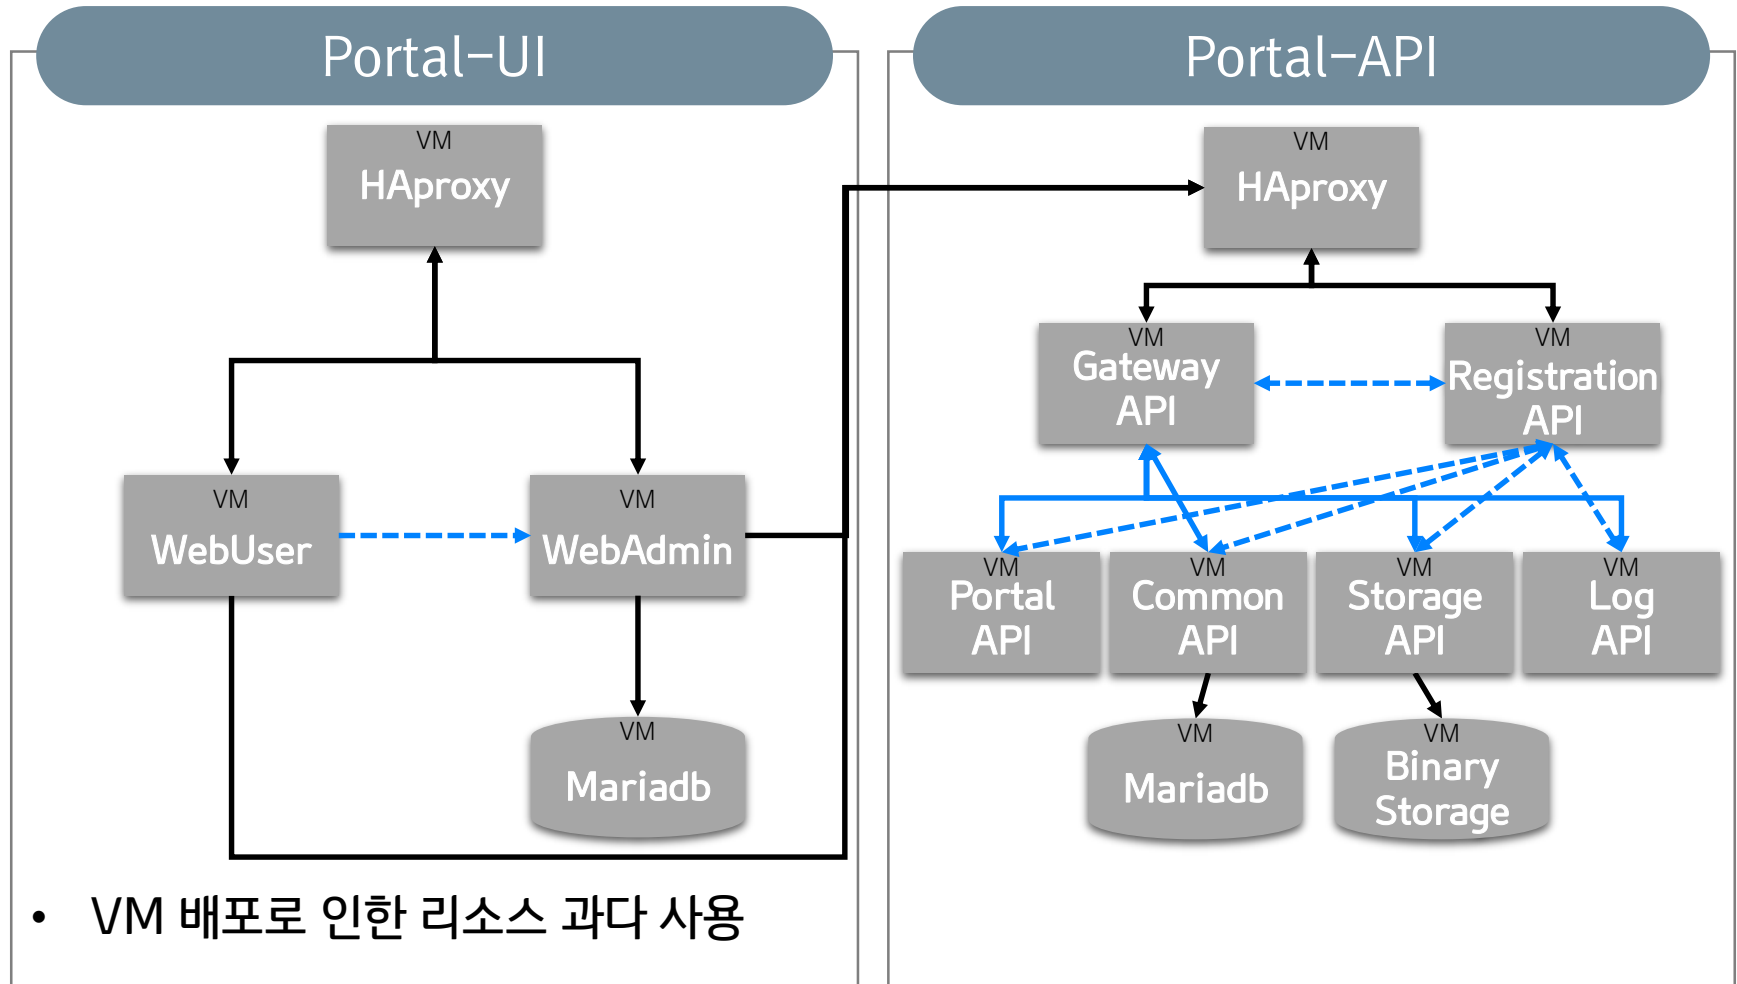 Portal-UI
VM
HAproxy
VM
WebUser
VM
WebAdmin
VM
Mariadb
• VM 배포로 인한 리소스 과다 사용
Portal-API
VM
HAproxy
VM
Gateway
API
VM
Registration
API
VM
Portal
API
VM
Common
API
VM
Storage
API
VM
Log
API
VM
Mariadb
VM
Binary
Storage